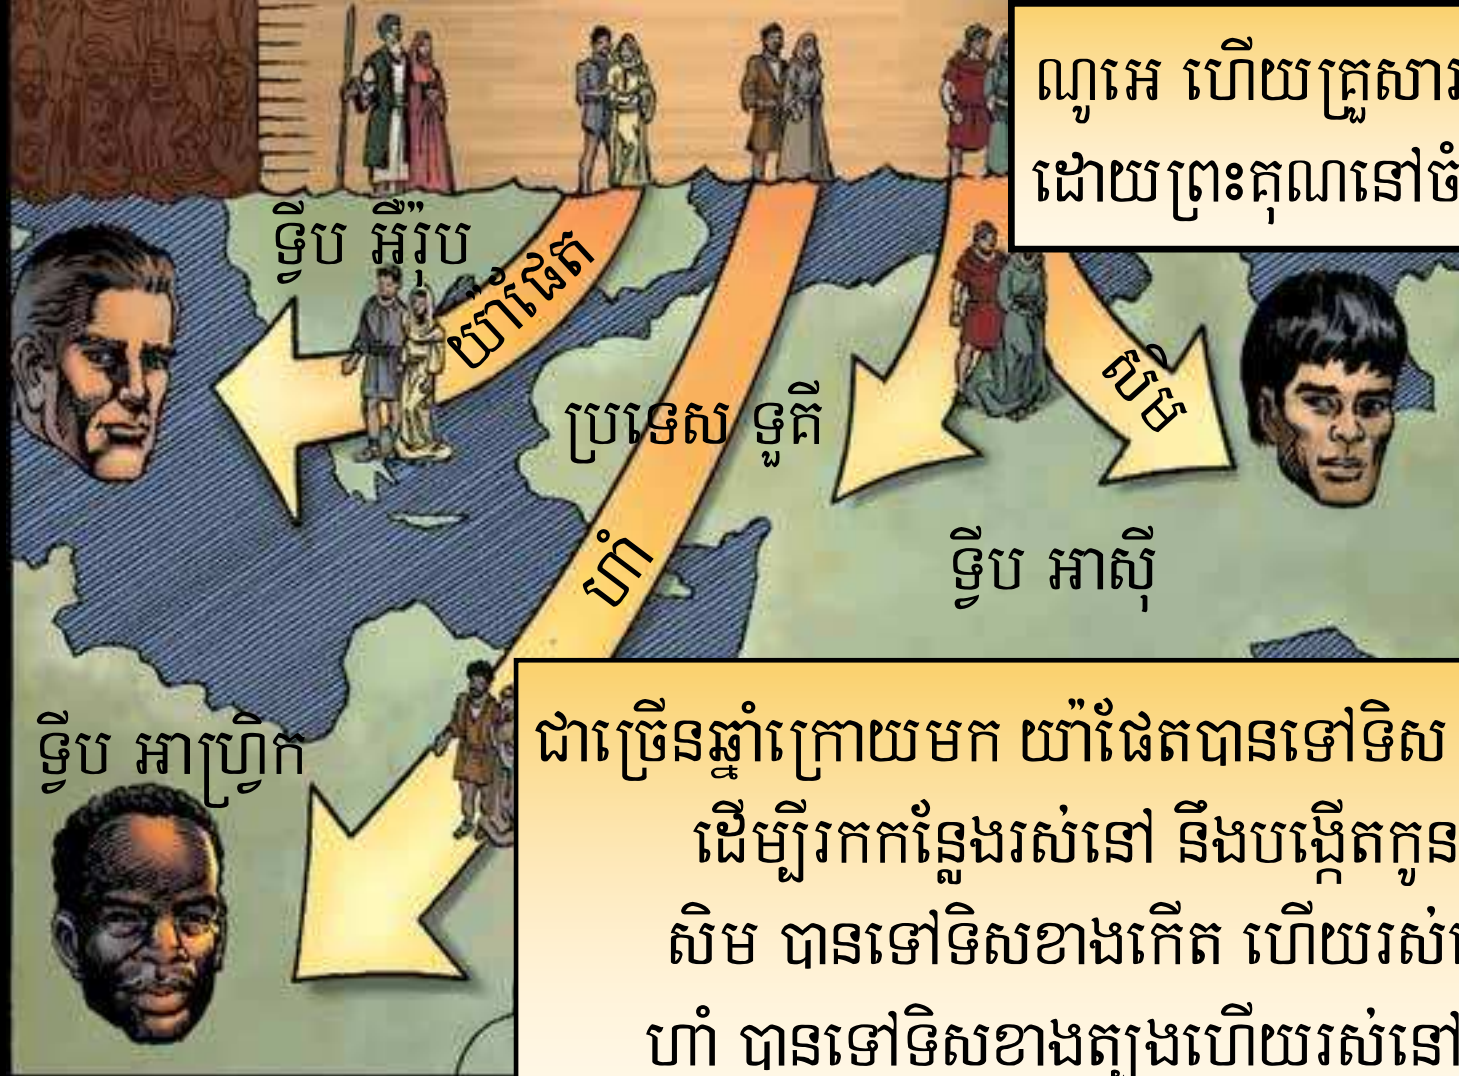 ណូអេ ហើយគ្រួសារ
ដោយព្រះគុណនៅចំ
ទ្វីប អឺរ៉ុប
យ៉ាផែត
សិម
ប្រទេស ទួគី
ហាំ
ទ្វីប អាស៊ី
ទ្វីប អាហ្វ្រិក
ជាច្រើនឆ្នាំក្រោយមក យ៉ាផែតបានទៅទិស
ដើម្បីរកកន្លែងរស់នៅ នឹងបង្កើតកូន
សិម បានទៅទិសខាងកើត ហើយរស់
ហាំ បានទៅទិសខាងត្បូងហើយរស់នៅ